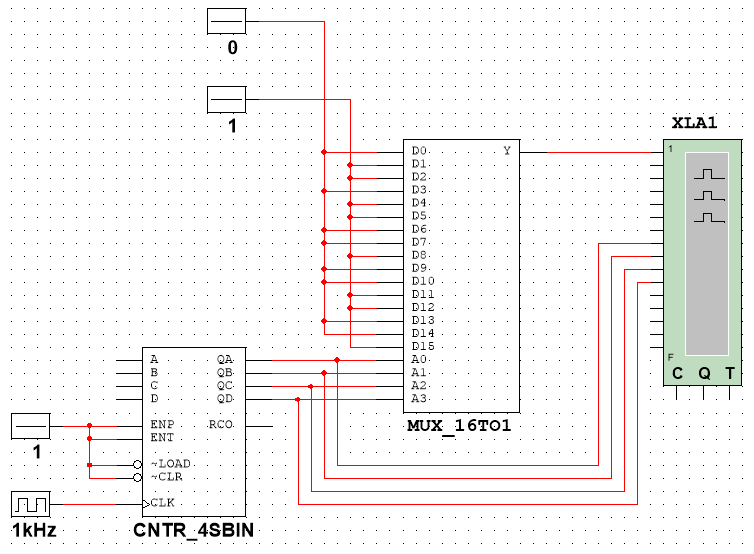 0
1
XLA1
1
F
C Q T
D0 Y
D1
D2
D3
D4
D5
D6
D7
D8
D9
D10
D11
D12
D13
D14
D15
A0
A1
A2
A3
MUX_16TO1
A QA
B QB
C QC
D QD
ENP RCO
ENT
~LOAD
~CLR
CLK
CNTR_4SBIN
1
1kHz